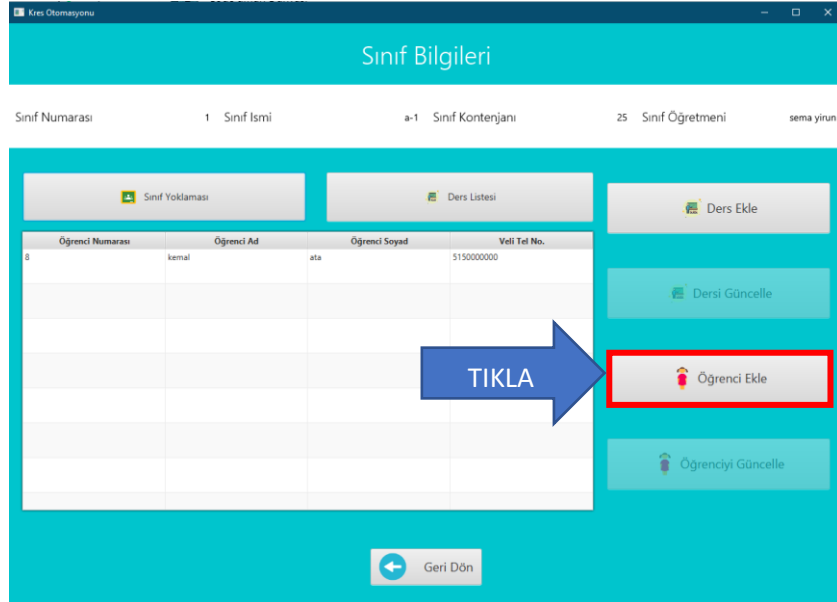 Kres Otomasyonu
Sınıf Bilgileri
Sınıf Numarası 1 Sınıf Ismi a-1 Sınıf Kontenjanı 25 Sınıf Öğretmeni sema yirun
Sınıf Yoklaması
Ders Listesi
Ders Ekle
Öğrenci Numarası Öğrenci Ad Öğrenci Soyad Veli Tel No.
8 kemal ata 5150000000
Dersi Güncelle
TIKLA
Öğrenci Ekle
Öğrenciyi Güncelle
Geri Dön